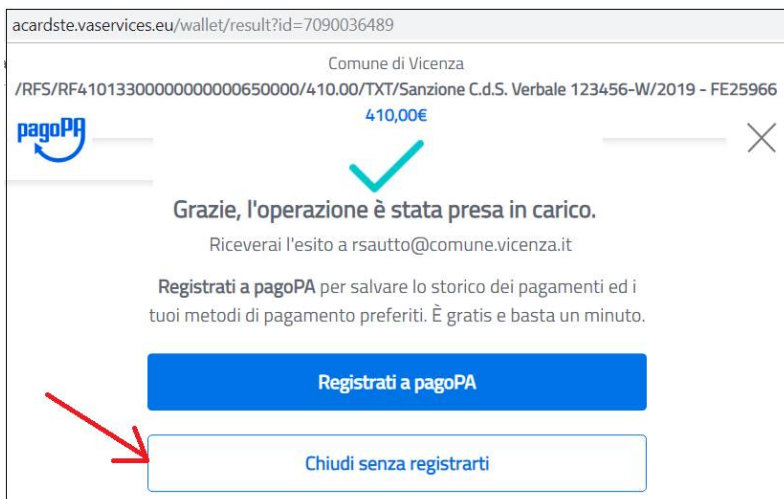 acardste.vaservices.eu/wallet/result?id=7090036489
Comune di Vicenza
/RFS/RF41013300000000000650000/410.00/TXT/Sanzione C.d.S. Verbale 123456-W/2019 - FE25966
410,00€
pagoPA
Grazie, l'operazione è stata presa in carico.
Riceverai l'esito a rsautto@comune.vicenza.it
Registrati a pagoPA per salvare lo storico dei pagamenti ed i
tuoi metodi di pagamento preferiti. È gratis e basta un minuto.
Registrati a pagoPA
Chiudi senza registrarti